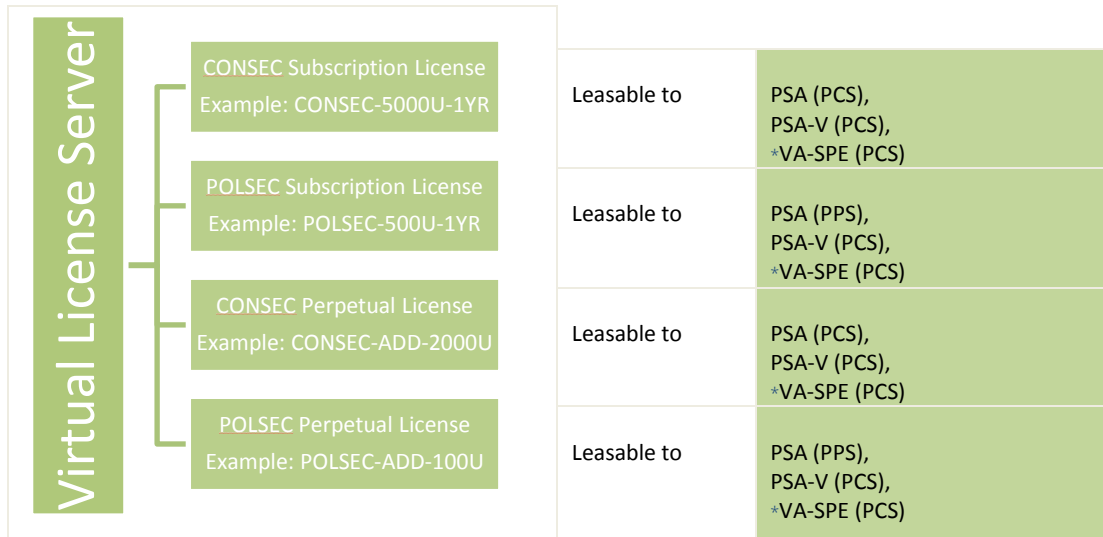 Virtual License Server
CONSEC Subscription License
Example: CONSEC-5000U-1YR
Leasable to
PSA (PCS),
PSA-V (PCS),
*VA-SPE (PCS)
POLSEC Subscription License
Example: POLSEC-500U-1YR
Leasable to
PSA (PPS),
PSA-V (PCS),
*VA-SPE (PCS)
CONSEC Perpetual License
Example: CONSEC-ADD-2000U
Leasable to
PSA (PCS),
PSA-V (PCS),
*VA-SPE (PCS)
POLSEC Perpetual License
Example: POLSEC-ADD-100U
Leasable to
PSA (PPS),
PSA-V (PCS),
*VA-SPE (PCS)